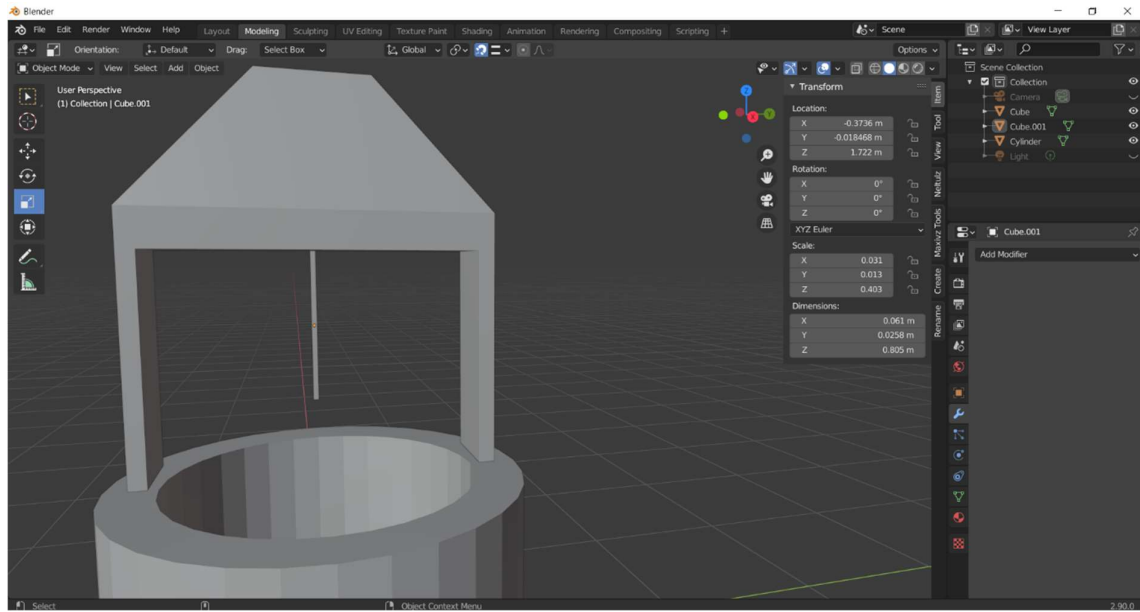 Blender
File Edit Render Window Help Layout Modeling Sculpting UV Editing Texture Paint Shading Animation Rendering Compositing Scripting + Scene View Layer
Orientation: Default Drag: Select Box Global Options
Object Mode View Select Add Object
User Perspective
(1) Collection | Cube.001
Transform
Location:
X -0.3736 m
Y -0.018468 m
Z 1.722 m
Rotation:
X 0°
Y 0°
Z 0°
XYZ Euler
Scale:
X 0.031
Y 0.013
Z 0.403
Dimensions:
X 0.061 m
Y 0.0258 m
Z 0.805 m
Item
Tool
View
Neltulz
Maxivz Tools
Create
Rename
Z
Scene Collection
Collection
Camera
Cube
Cube.001
Cylinder
Light
Cube.001
Add Modifier
Select Object Context Menu 2.90.0